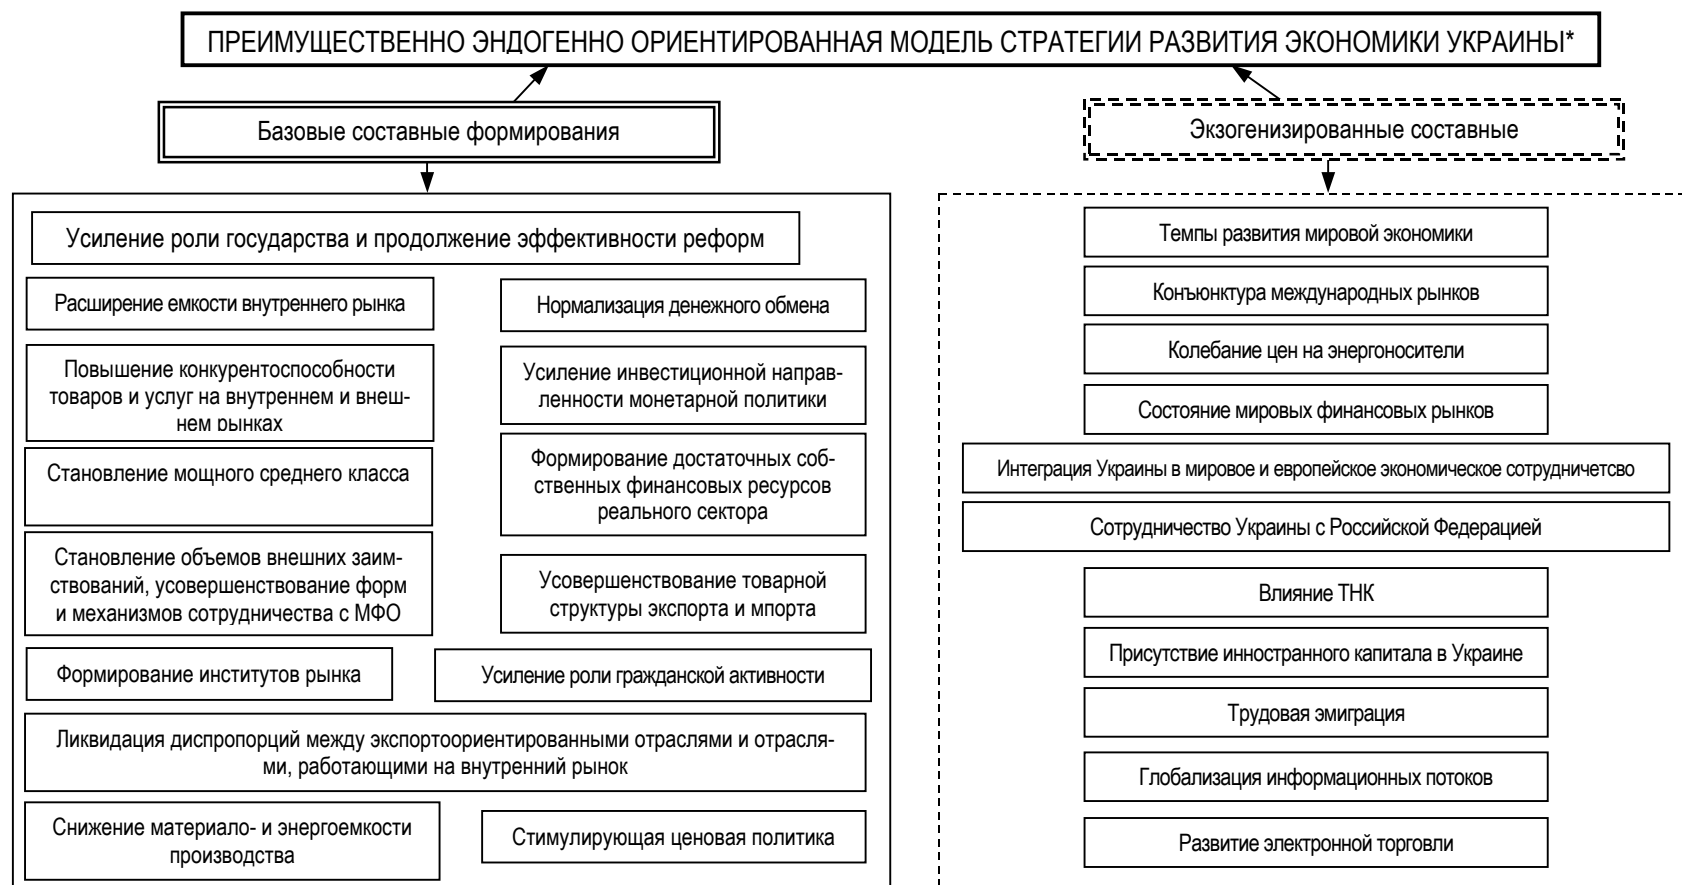 ПРЕИМУЩЕСТВЕННО ЭНДОГЕННО ОРИЕНТИРОВАННАЯ МОДЕЛЬ СТРАТЕГИИ РАЗВИТИЯ ЭКОНОМИКИ УКРАИНЫ*
Базовые составные формирования
Усиление роли государства и продолжение эффективности реформ
Расширение емкости внутреннего рынка
Нормализация денежного обмена
Повышение конкурентоспособности
товаров и услуг на внутреннем и внеш-
нем рынках
Усиление инвестиционной направ-
ленности монетарной политики
Становление мощного среднего класса
Формирование достаточных соб-
ственных финансовых ресурсов
реального сектора
Становление объемов внешних заим-
ствований, усовершенствование форм
и механизмов сотрудничества с МФО
Усовершенствование товарной
структуры экспорта и мпорта
Формирование институтов рынка
Усиление роли гражданской активности
Ликвидация диспропорций между экспортоориентированными отраслями и отрасля-
ми, работающими на внутренний рынок
Снижение материало- и энергоемкости
производства
Стимулирующая ценовая политика
Экзогенизированные составные
Темпы развития мировой экономики
Конъюнктура международных рынков
Колебание цен на энергоносители
Состояние мировых финансовых рынков
Интеграция Украины в мировое и европейское экономическое сотрудничетсво
Сотрудничество Украины с Российской Федерацией
Влияние ТНК
Присутствие инностранного капитала в Украине
Трудовая эмиграция
Глобализация информационных потоков
Развитие электронной торговли